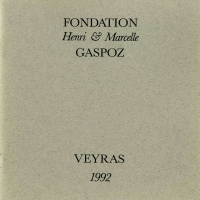 FONDATION
Henri & Marcelle
GASPOZ
VEYRAS
1992